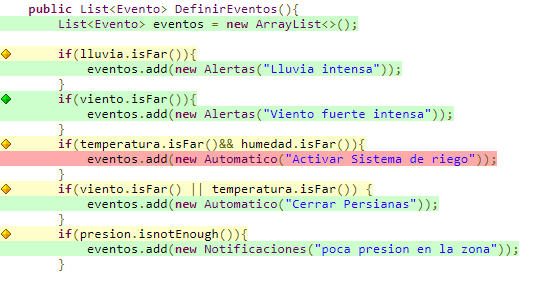 public List<Evento> DefinirEventos(){
List<Evento> eventos = new ArrayList<>();
if(lluvia.isFar()){
eventos.add(new Alertas("Lluvia intensa"));
}
if(viento.isFar()){
eventos.add(new Alertas("Viento fuerte intensa"));
}
if(temperatura.isFar()&& humedad.isFar()){
eventos.add(new Automatico("Activar Sistema de riego"));
}
if(viento.isFar() || temperatura.isFar()) {
eventos.add(new Automatico("Cerrar Persianas"));
}
if(presion.isnotEnough()){
eventos.add(new Notificaciones("poca presion en la zona"));
}